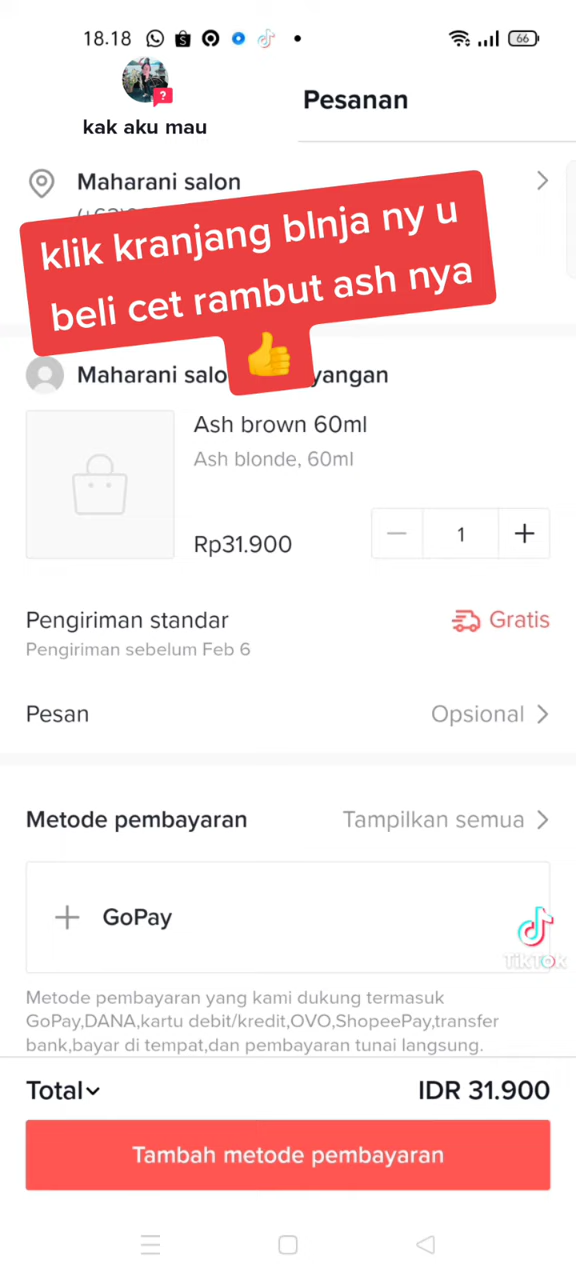 18.18
66
kak aku mau
Pesanan
Maharani salon
klik kranjang blnja ny u
beli cet rambut ash nya
👍
Maharani salo yangan
Ash brown 60ml
Ash blonde, 60ml
Rp31.900
1
Pengiriman standar
Gratis
Pengiriman sebelum Feb 6
Pesan
Opsional
Metode pembayaran
Tampilkan semua
GoPay
TikTok
Metode pembayaran yang kami dukung termasuk
GoPay,DANA,kartu debit/kredit,OVO,ShopeePay,transfer
bank,bayar di tempat,dan pembayaran tunai langsung.
Total
IDR 31.900
Tambah metode pembayaran